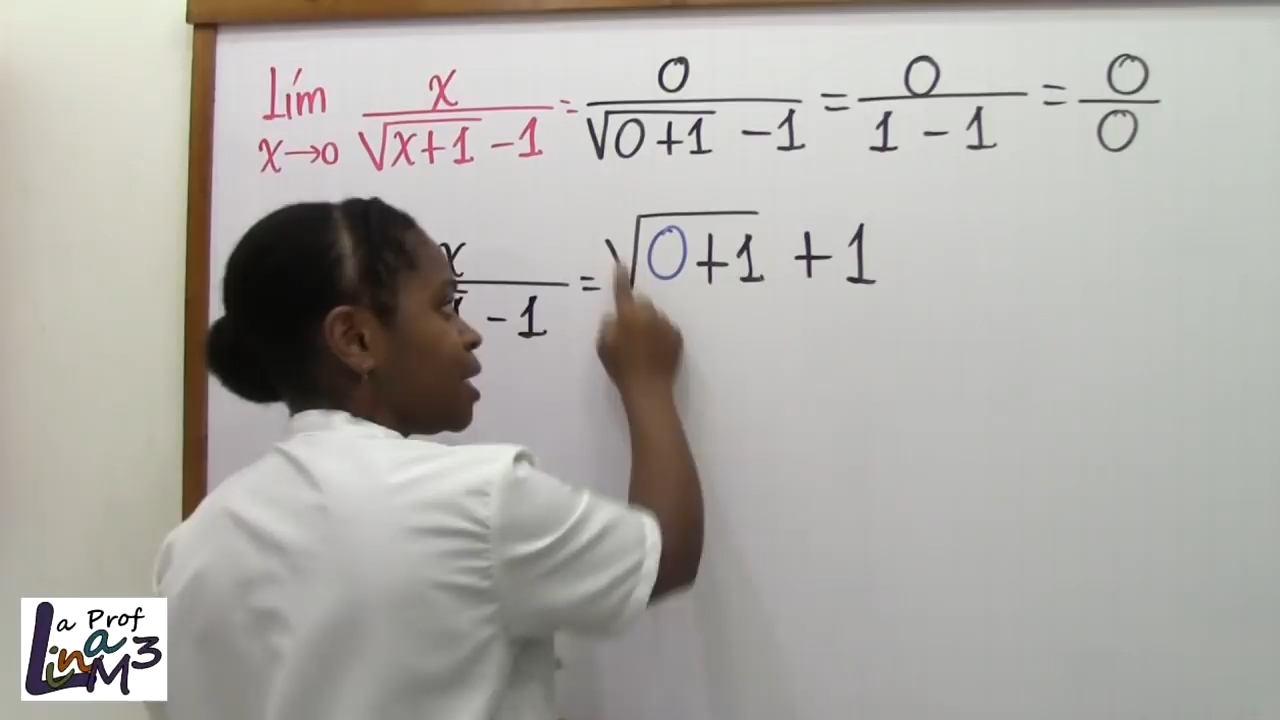 Lím x→0 x/(√(x+1) -1) = 0/(√(0+1) -1) = 0/(1-1) = 0/0
x/( -1) = √(0+1) +1
La Prof Lina M3